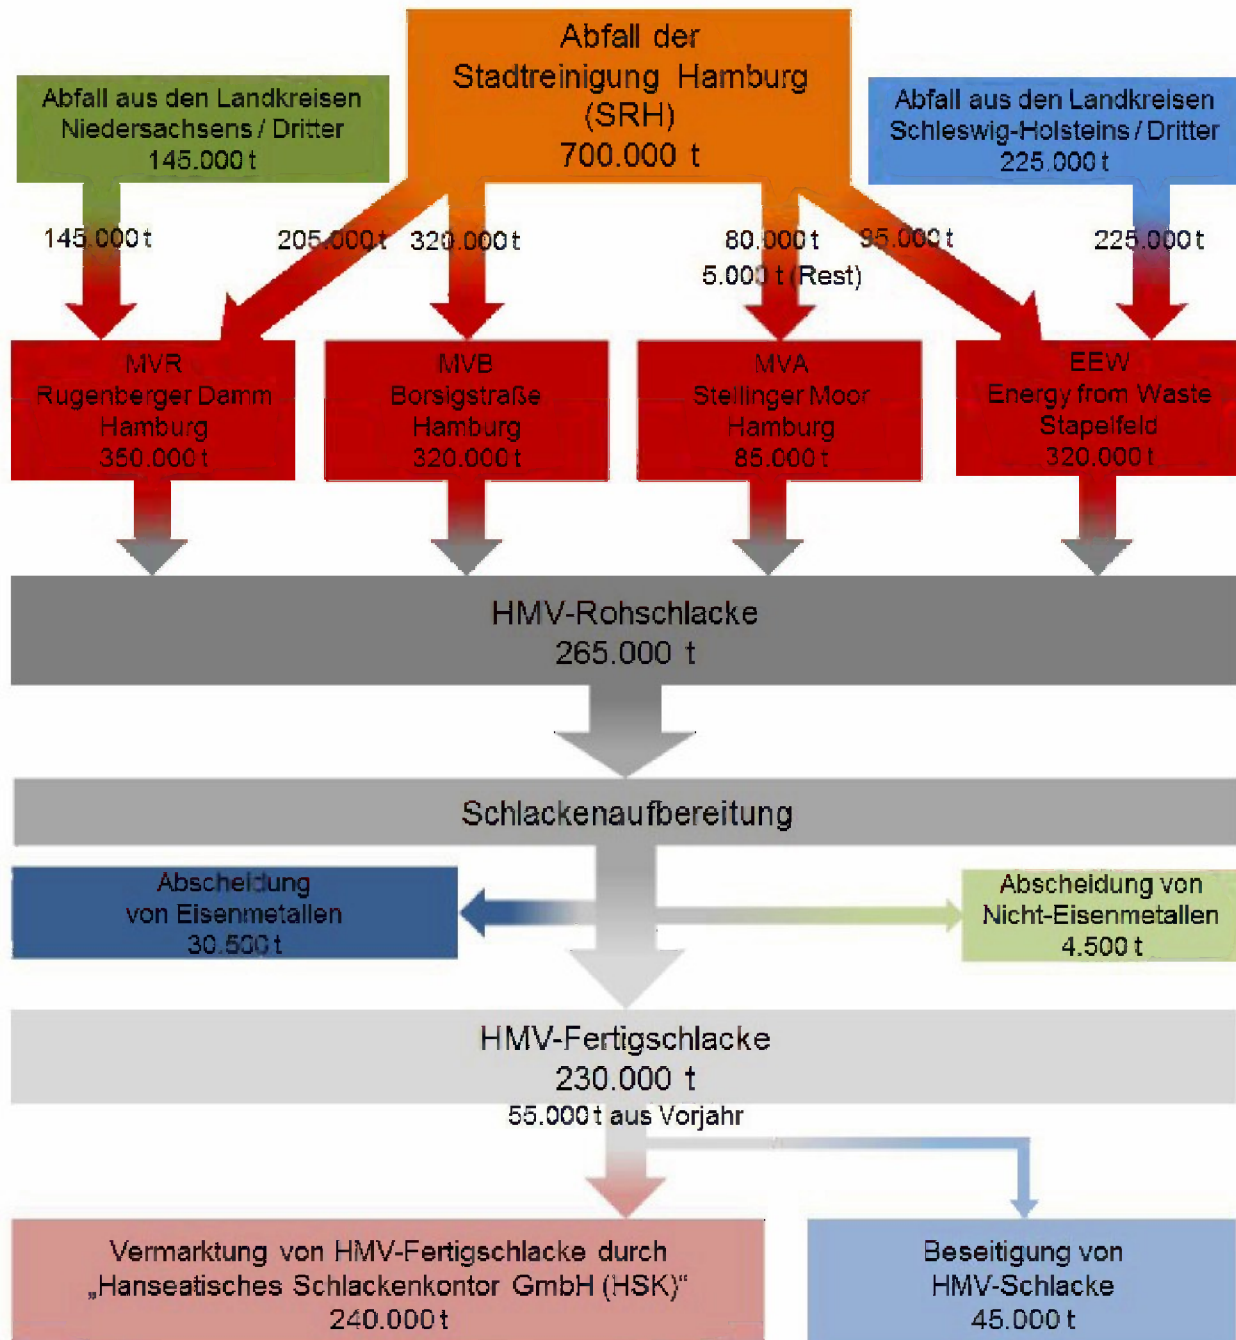 Abfall der
Stadtreinigung Hamburg
(SRH)
700.000 t
Abfall aus den Landkreisen
Niedersachsens / Dritter
145.000 t
Abfall aus den Landkreisen
Schleswig-Holsteins / Dritter
225.000 t
145.000 t
205.000 t
320.000 t
80.000 t
5.000 t (Rest)
95.000 t
225.000 t
MVR
Rugenberger Damm
Hamburg
350.000 t
MVB
Borsigstraße
Hamburg
320.000 t
MVA
Stellinger Moor
Hamburg
85.000 t
EEW
Energy from Waste
Stapelfeld
320.000 t
HMV-Rohschlacke
265.000 t
Schlackenaufbereitung
Abscheidung
von Eisenmetallen
30.500 t
Abscheidung von
Nicht-Eisenmetallen
4.500 t
HMV-Fertigschlacke
230.000 t
55.000 t aus Vorjahr
Vermarktung von HMV-Fertigschlacke durch
„Hanseatisches Schlackenkontor GmbH (HSK)“
240.000 t
Beseitigung von
HMV-Schlacke
45.000 t